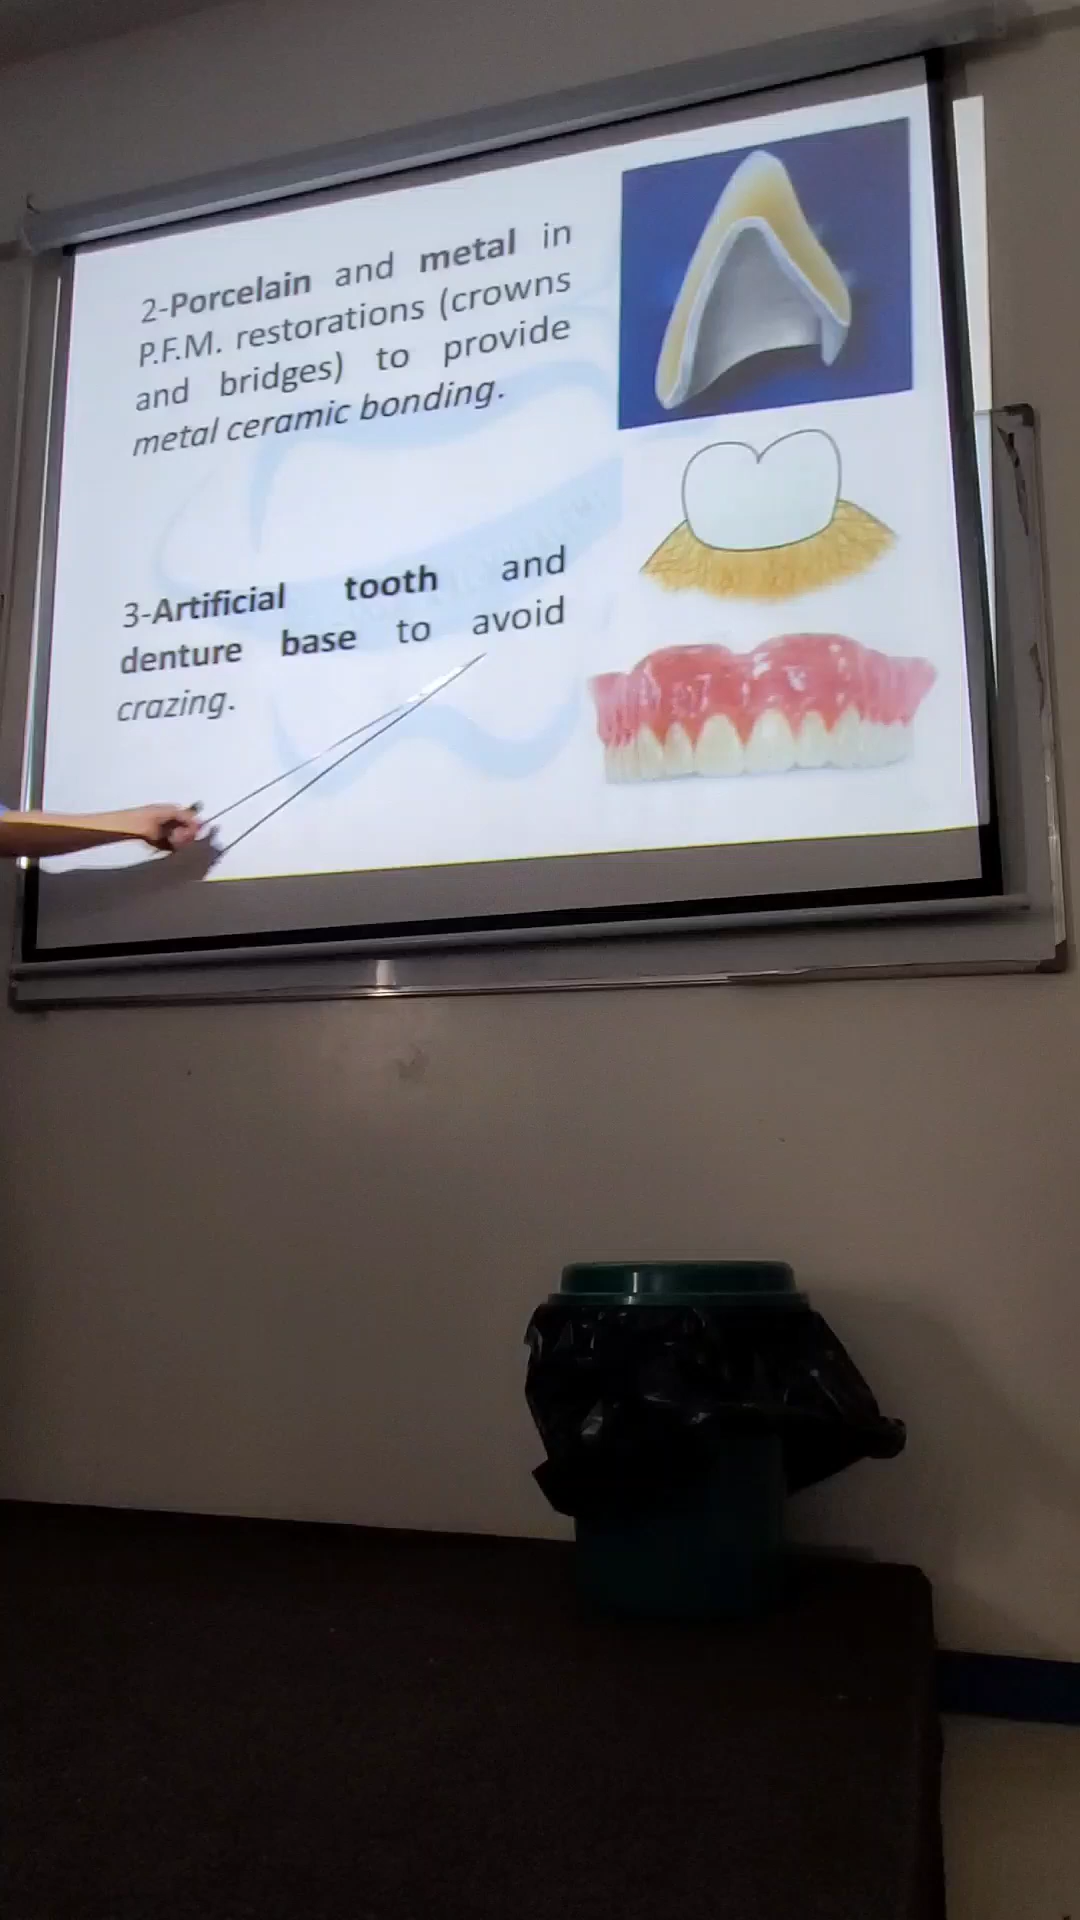 2-Porcelain and metal in
P.F.M. restorations (crowns
and bridges) to provide
metal ceramic bonding.
3-Artificial tooth and
denture base to avoid
crazing.